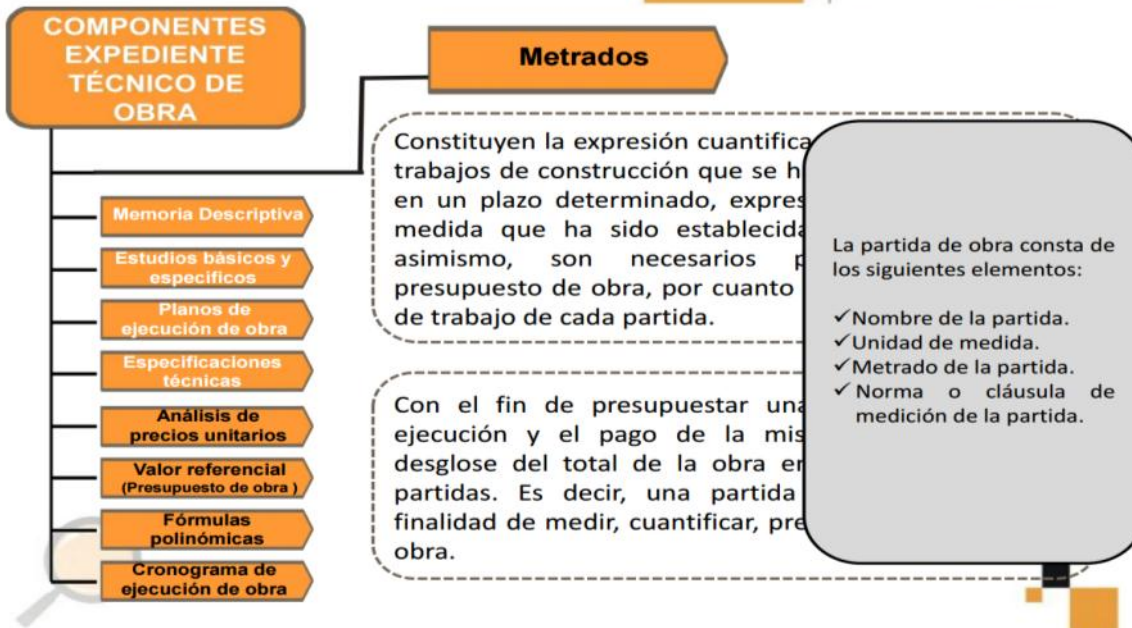 COMPONENTES
EXPEDIENTE
TÉCNICO DE
OBRA
Memoria Descriptiva
Estudios básicos y
específicos
Planos de
ejecución de obra
Especificaciones
técnicas
Análisis de
precios unitarios
Valor referencial
(Presupuesto de obra )
Fórmulas
polinómicas
Cronograma de
ejecución de obra
Metrados
Constituyen la expresión cuantifica
trabajos de construcción que se h
en un plazo determinado, expres
medida que ha sido establecida
asimismo, son necesarios p
presupuesto de obra, por cuanto
de trabajo de cada partida.
Con el fin de presupuestar una
ejecución y el pago de la mis
desglose del total de la obra en
partidas. Es decir, una partida
finalidad de medir, cuantificar, pre
obra.
La partida de obra consta de
los siguientes elementos:
✓Nombre de la partida.
✓Unidad de medida.
✓Metrado de la partida.
✓ Norma o cláusula de
medición de la partida.